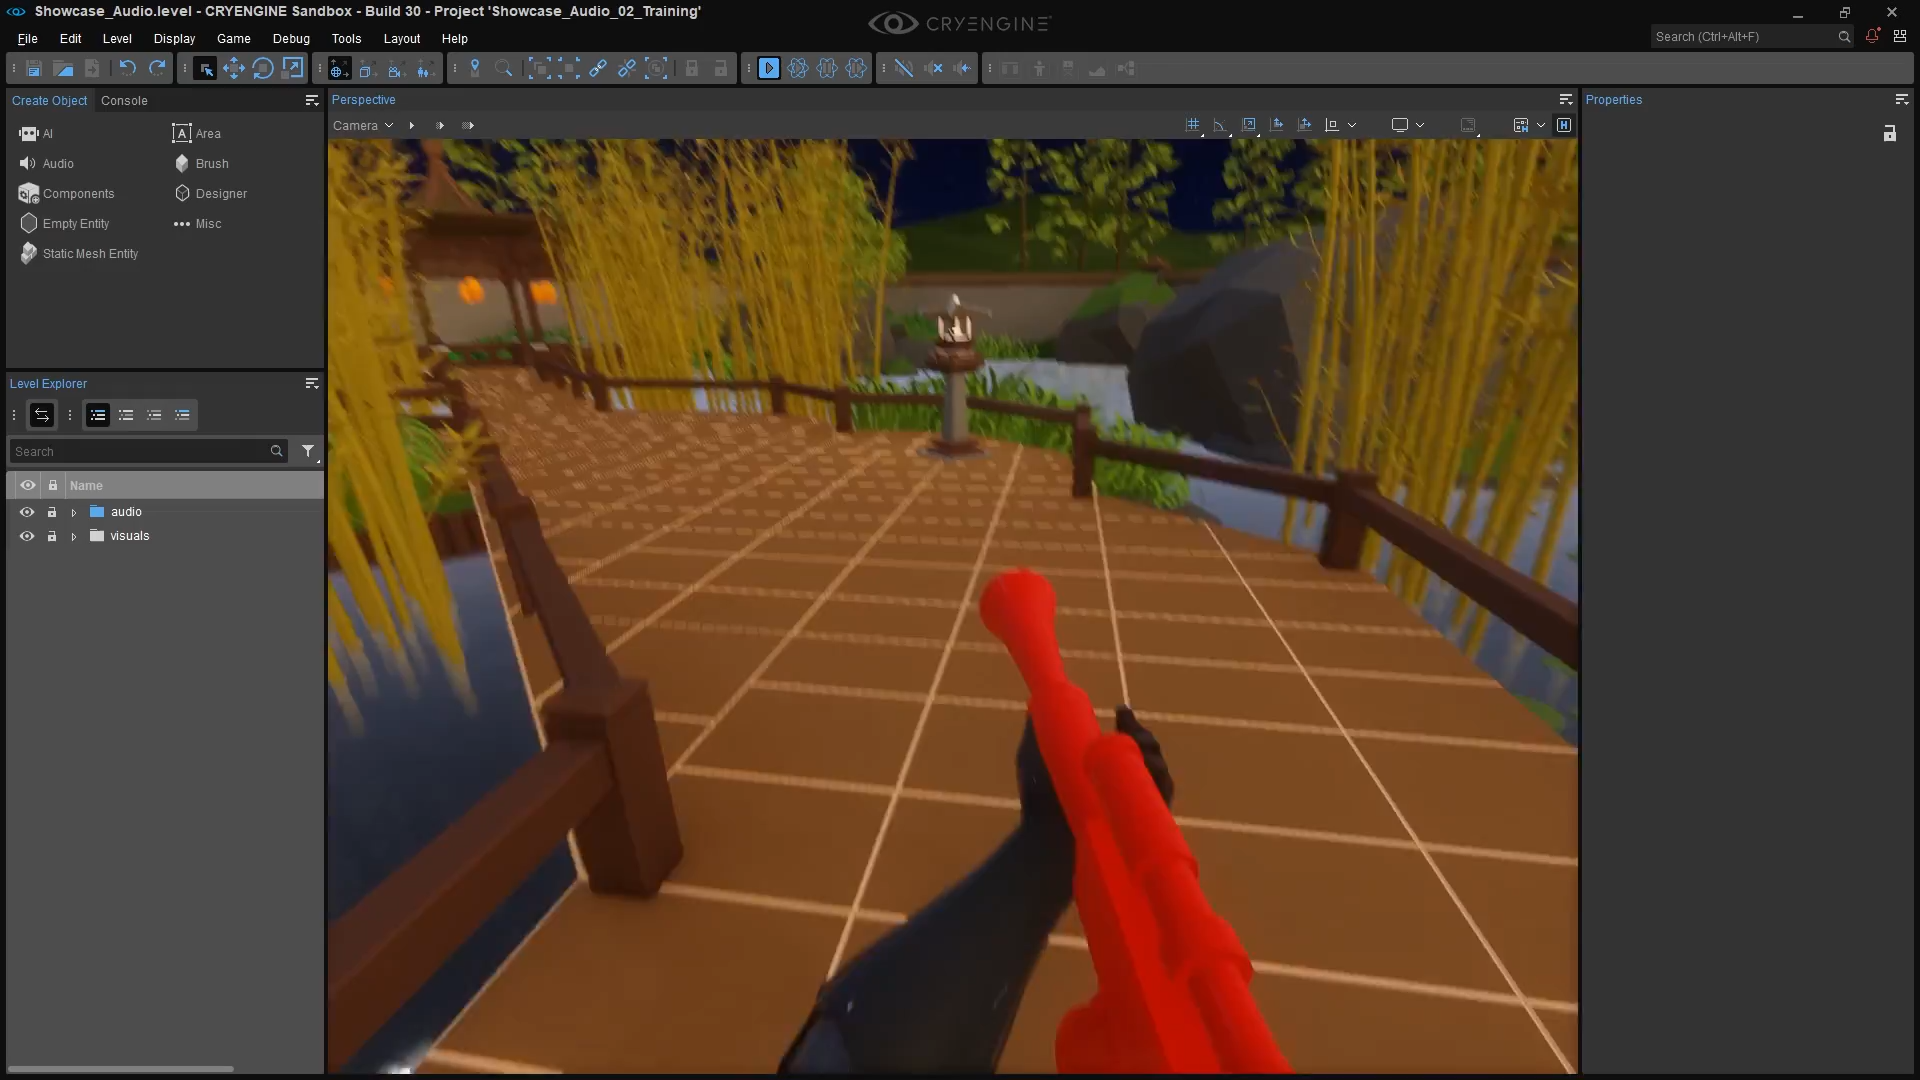 Showcase_Audio.level - CRYENGINE Sandbox - Build 30 - Project 'Showcase_Audio_02_Training'
CRYENGINE
File Edit Level Display Game Debug Tools Layout Help
Search (Ctrl+Alt+F)
Create Object Console
AI
Area
Audio
Brush
Components
Designer
Empty Entity
Misc
Static Mesh Entity
Level Explorer
Search
Name
audio
visuals
Perspective
Camera
Properties